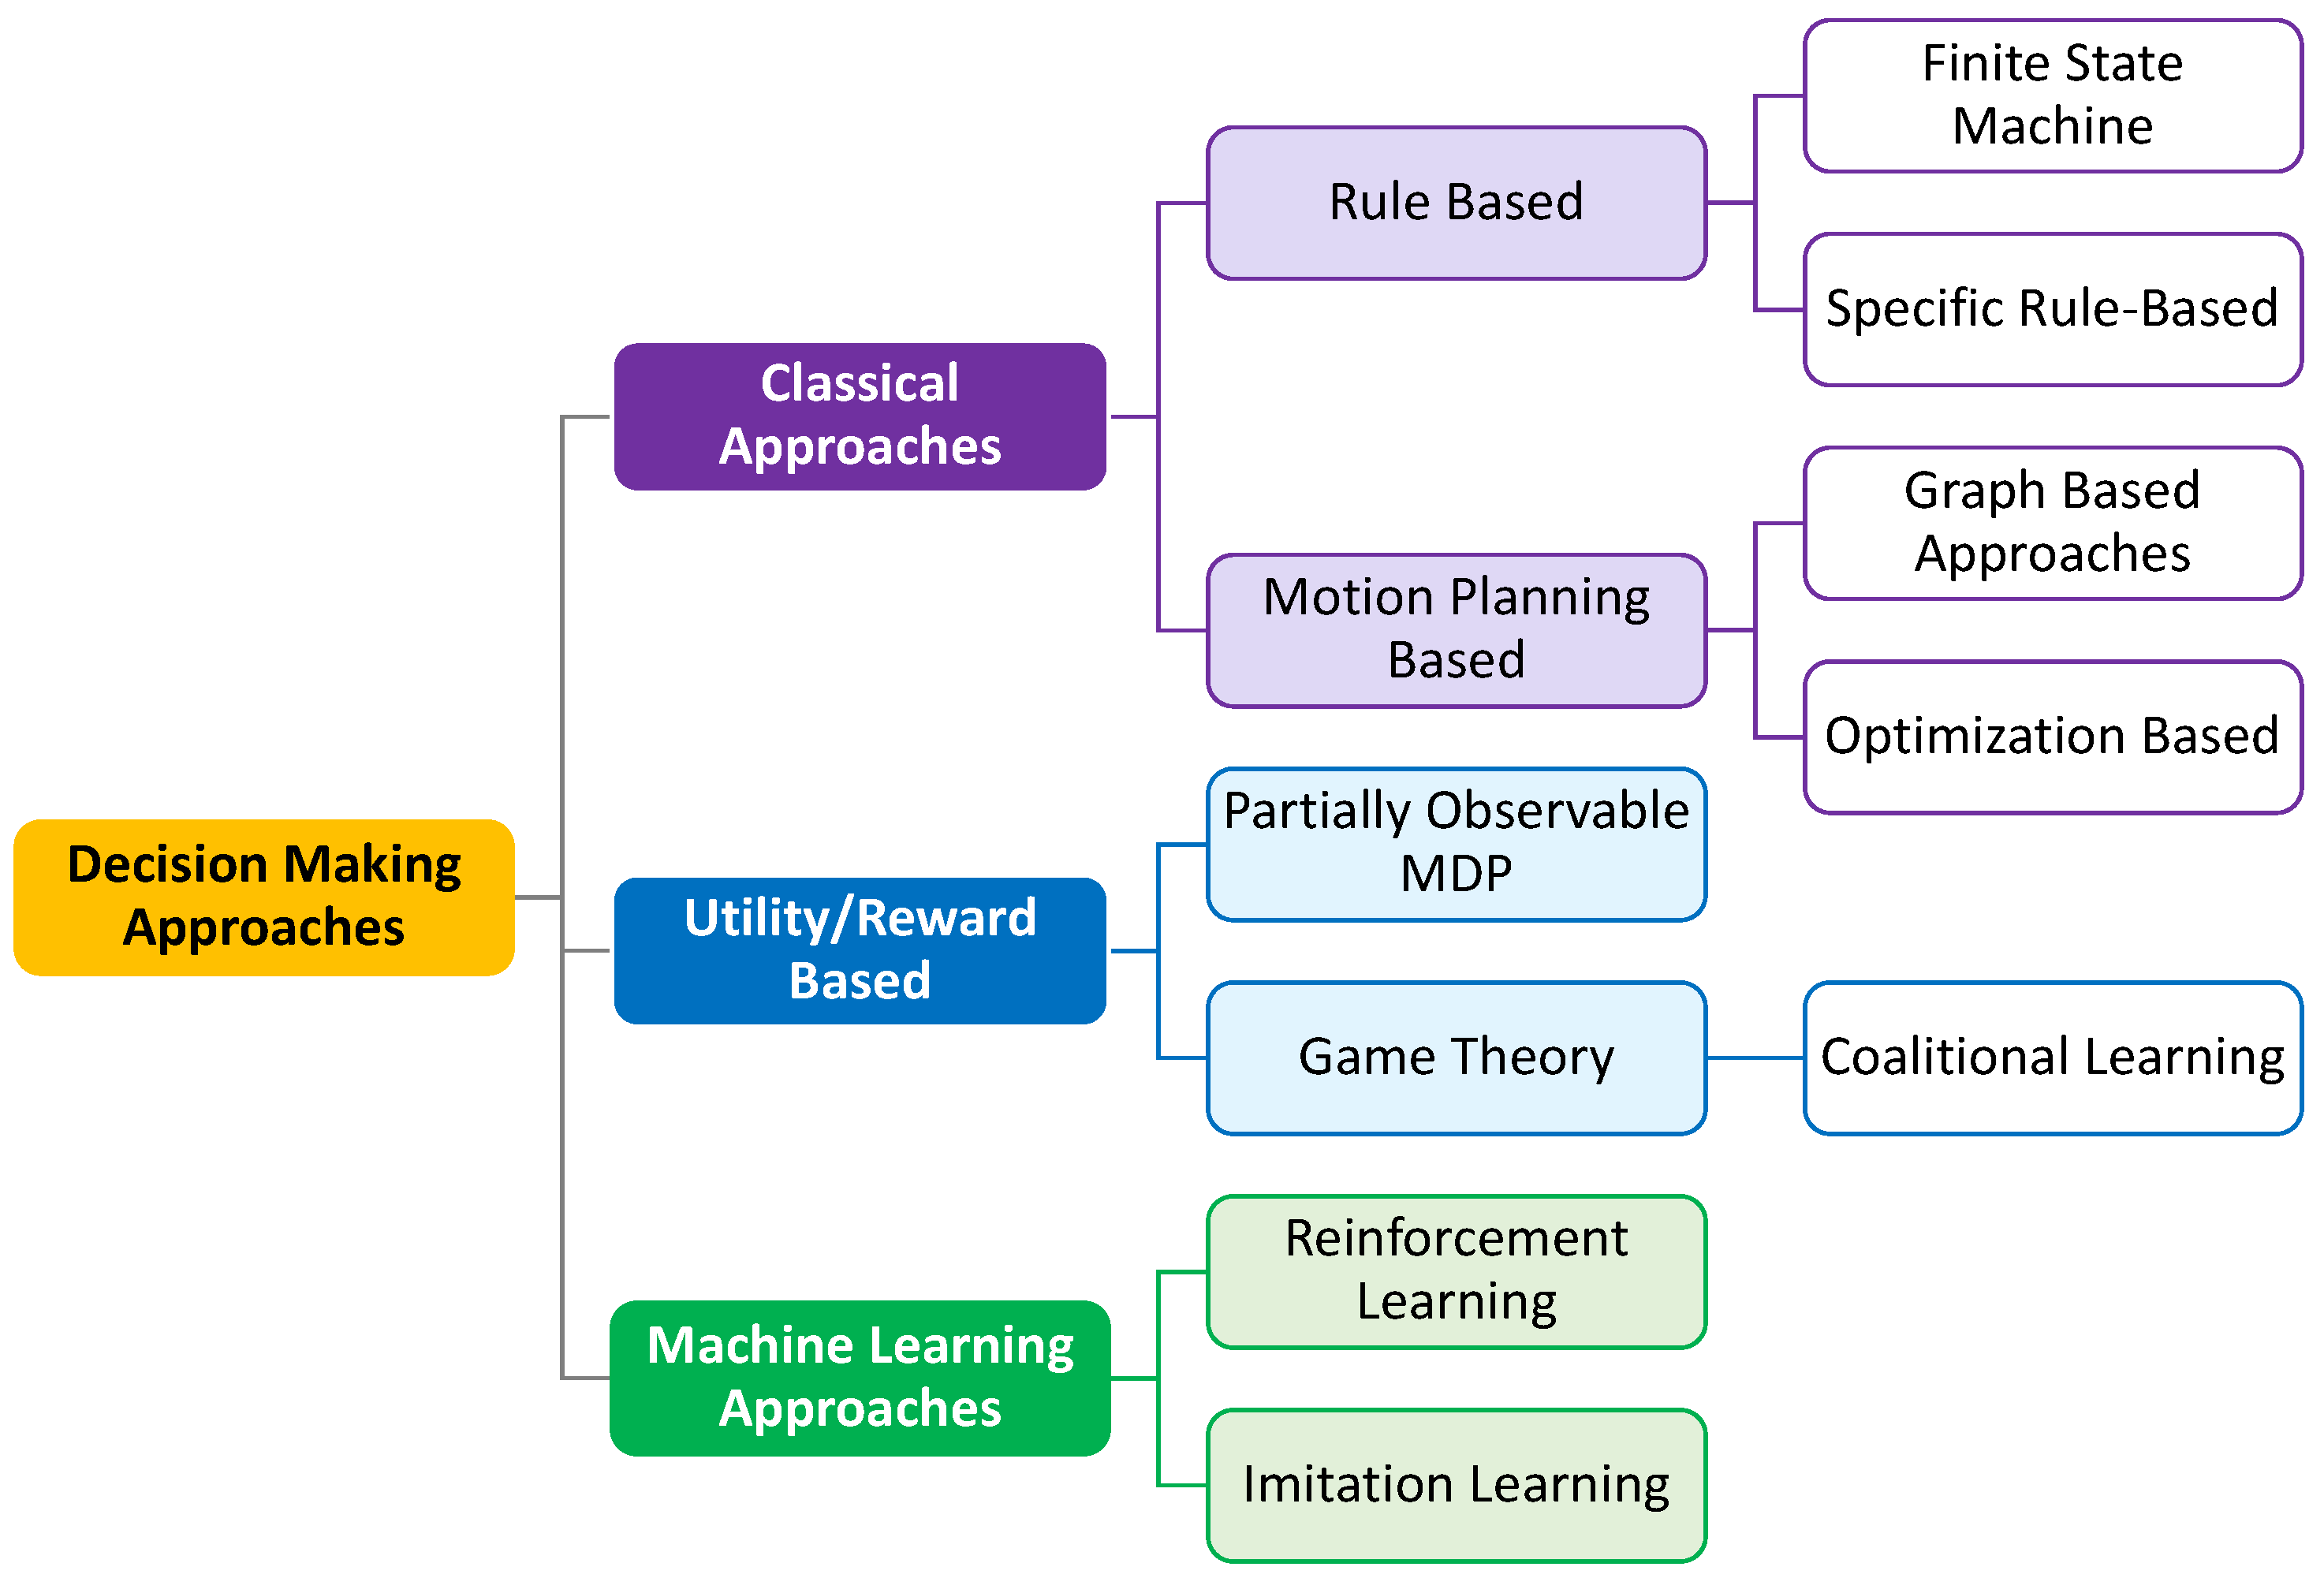 Decision Making
Approaches
Classical
Approaches
Rule Based
Finite State
Machine
Specific Rule-Based
Motion Planning
Based
Graph Based
Approaches
Optimization Based
Utility/Reward
Based
Partially Observable
MDP
Game Theory
Coalitional Learning
Machine Learning
Approaches
Reinforcement
Learning
Imitation Learning